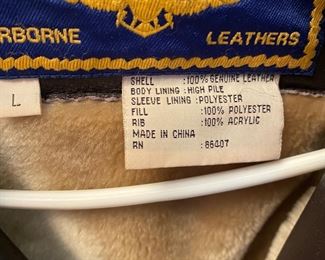 RBORNE LEATHERS
L
SHELL :100% GENUINE LEATHER
BODY LINING : HIGH PILE
SLEEVE LINING : POLYESTER
FILL : 100% POLYESTER
RIB : 100% ACRYLIC
MADE IN CHINA
RN : 86407